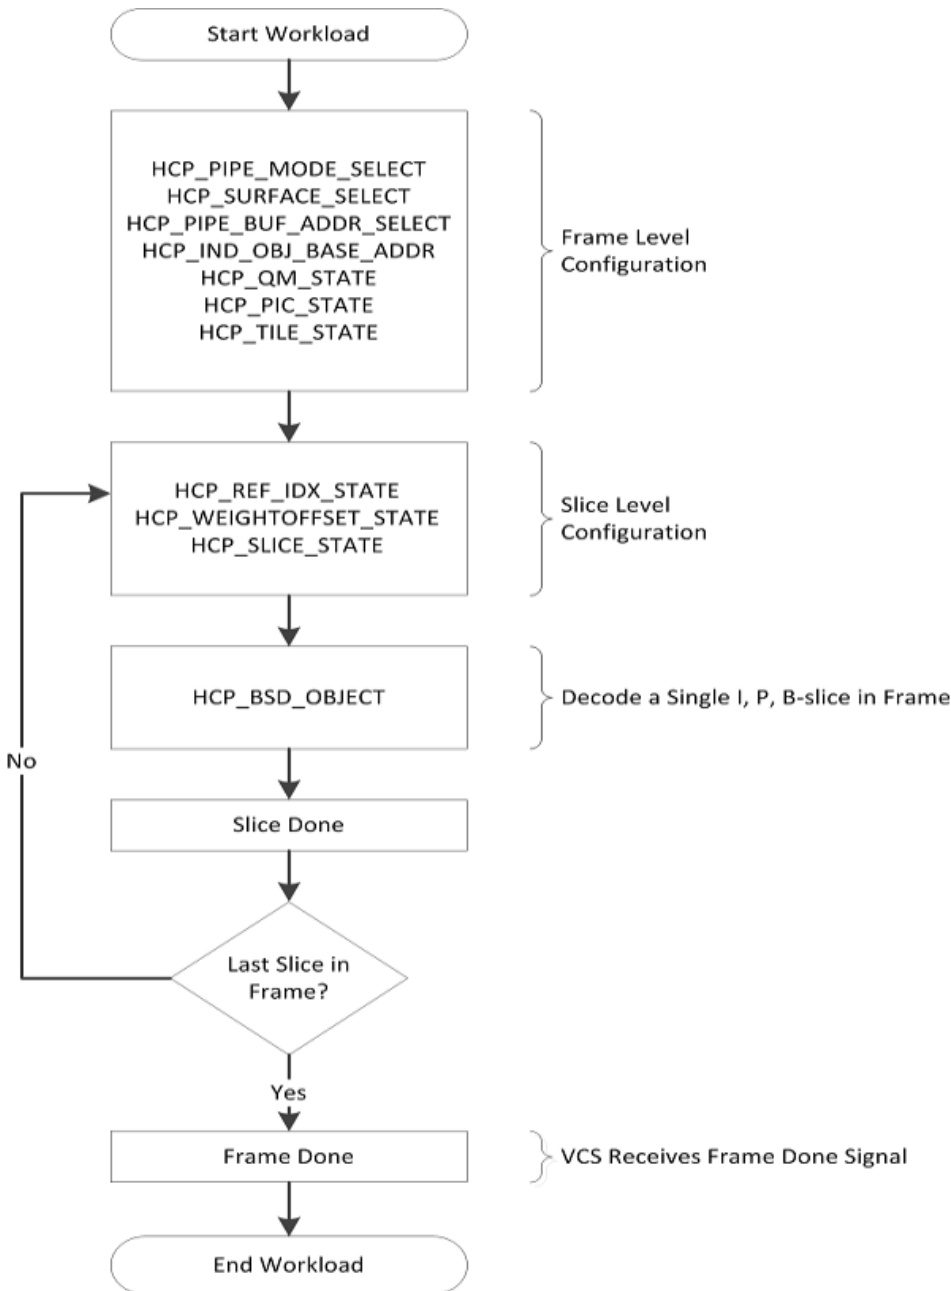 Start Workload
HCP_PIPE_MODE_SELECT
HCP_SURFACE_SELECT
HCP_PIPE_BUF_ADDR_SELECT
HCP_IND_OBJ_BASE_ADDR
HCP_QM_STATE
HCP_PIC_STATE
HCP_TILE_STATE
Frame Level
Configuration
HCP_REF_IDX_STATE
HCP_WEIGHTOFFSET_STATE
HCP_SLICE_STATE
Slice Level
Configuration
HCP_BSD_OBJECT
Decode a Single I, P, B-slice in Frame
No
Slice Done
Last Slice in
Frame?
Yes
Frame Done
VCS Receives Frame Done Signal
End Workload